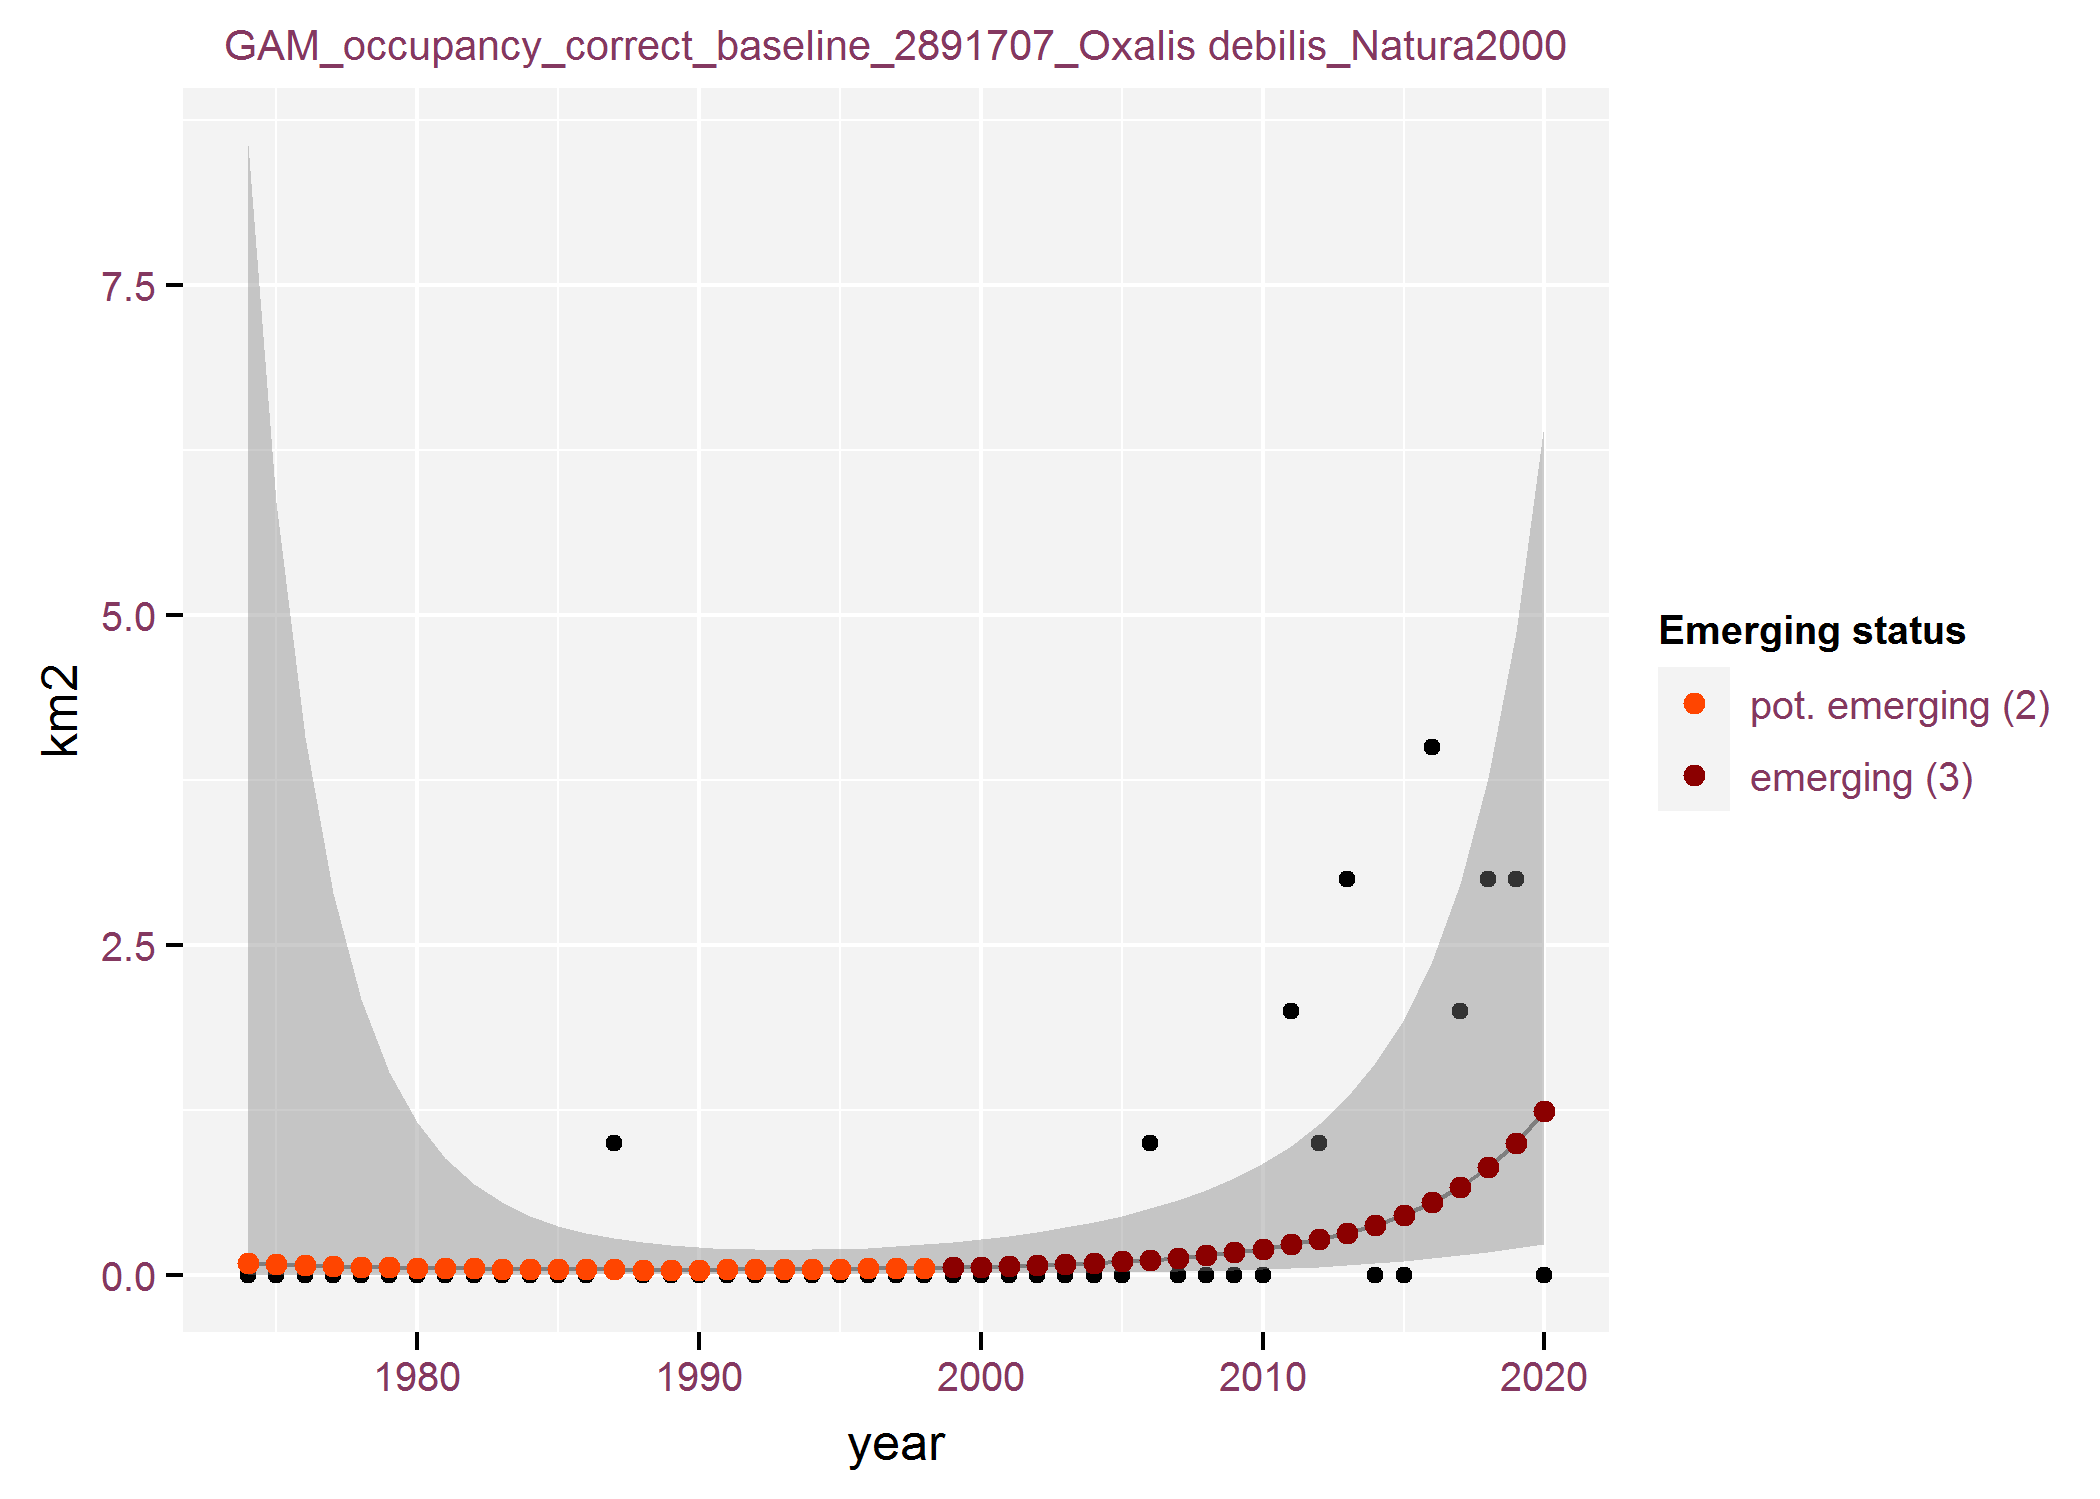 GAM_occupancy_correct_baseline_2891707_Oxalis debilis_Natura2000
7.5
5.0
2.5
0.0
km2
1980 1990 2000 2010 2020
year
Emerging status
pot. emerging (2)
emerging (3)